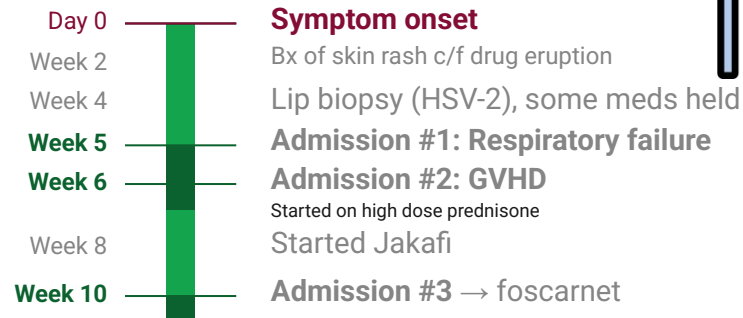 Day 0 Symptom onset
Week 2 Bx of skin rash c/f drug eruption
Week 4 Lip biopsy (HSV-2), some meds held
Week 5 Admission #1: Respiratory failure
Week 6 Admission #2: GVHD
Started on high dose prednisone
Week 8 Started Jakafi
Week 10 Admission #3 → foscarnet